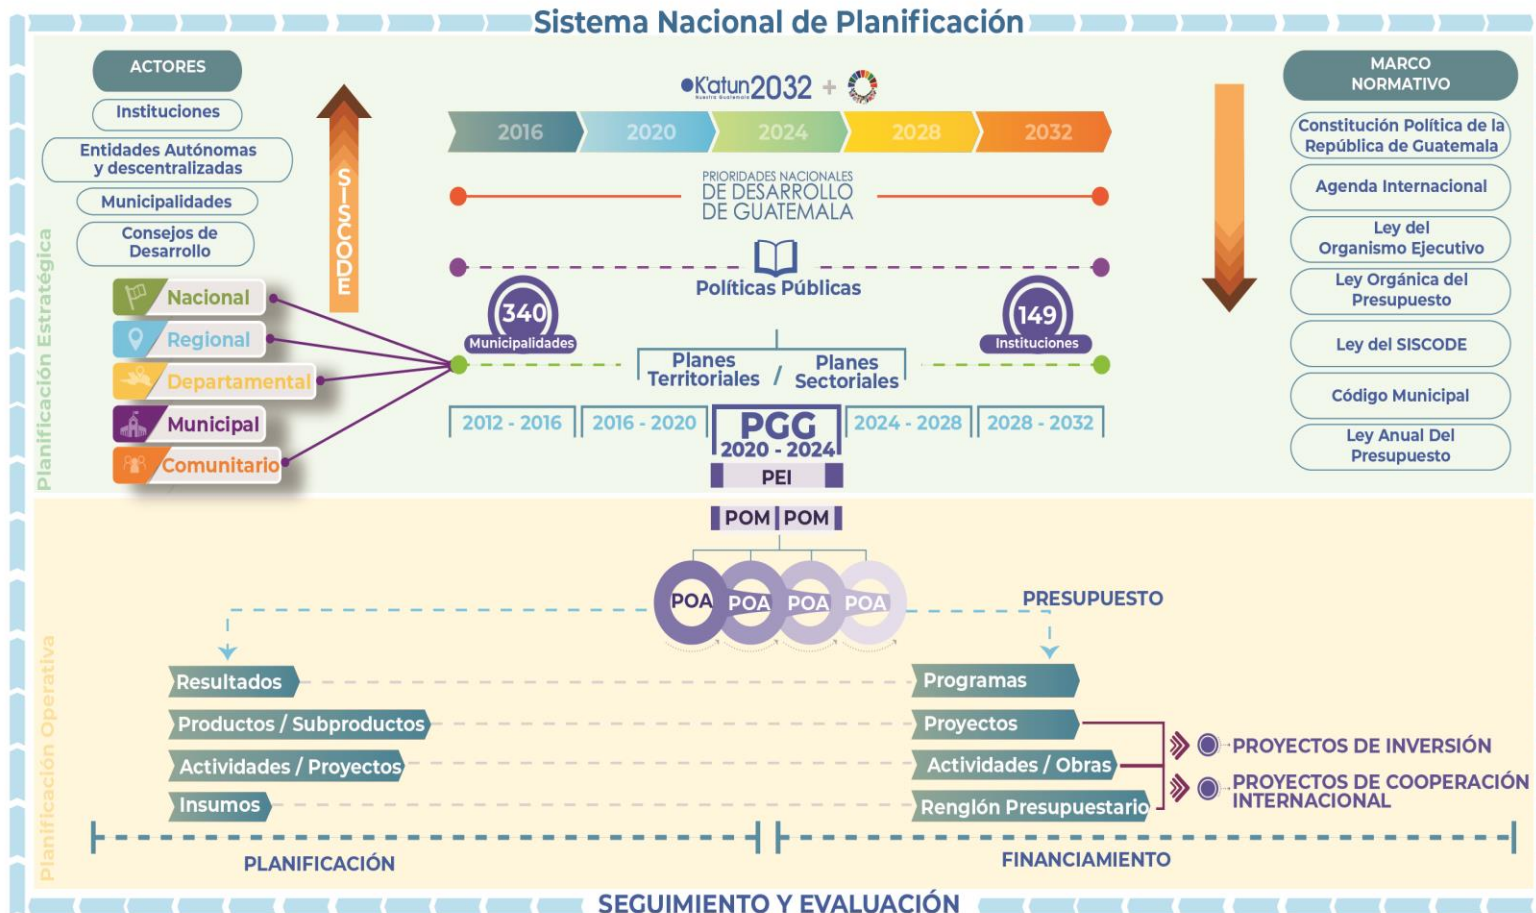 Sistema Nacional de Planificación
Planificación Estratégica
ACTORES
Instituciones
Entidades Autónomas
y descentralizadas
Municipalidades
Consejos de
Desarrollo
Nacional
Regional
Departamental
Municipal
Comunitario
SISCODE
K'atun2032 +
Nuestra Guatemala
2016
2020
2024
2028
2032
PRIORIDADES NACIONALES
DE DESARROLLO
DE GUATEMALA
Políticas Públicas
340
Municipalidades
149
Instituciones
Planes
Territoriales
/
Planes
Sectoriales
2012 - 2016
2016 - 2020
PGG
2020 - 2024
2024 - 2028
2028 - 2032
PEI
MARCO
NORMATIVO
Constitución Política de la
República de Guatemala
Agenda Internacional
Ley del
Organismo Ejecutivo
Ley Orgánica del
Presupuesto
Ley del SISCODE
Código Municipal
Ley Anual Del
Presupuesto
Planificación Operativa
POM
POM
POA
POA
POA
POA
PRESUPUESTO
Resultados
Productos / Subproductos
Actividades / Proyectos
Insumos
Programas
Proyectos
Actividades / Obras
Renglón Presupuestario
PROYECTOS DE INVERSIÓN
PROYECTOS DE COOPERACIÓN
INTERNACIONAL
PLANIFICACIÓN
FINANCIAMIENTO
SEGUIMIENTO Y EVALUACIÓN